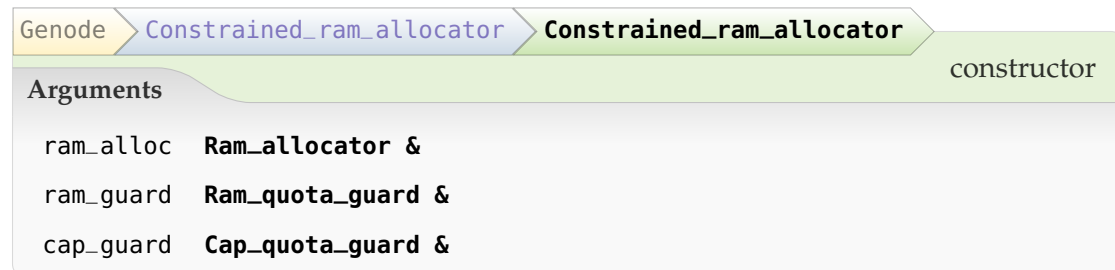 Genode Constrained_ram_allocator Constrained_ram_allocator
constructor
Arguments
ram_alloc Ram_allocator &
ram_guard Ram_quota_guard &
cap_guard Cap_quota_guard &